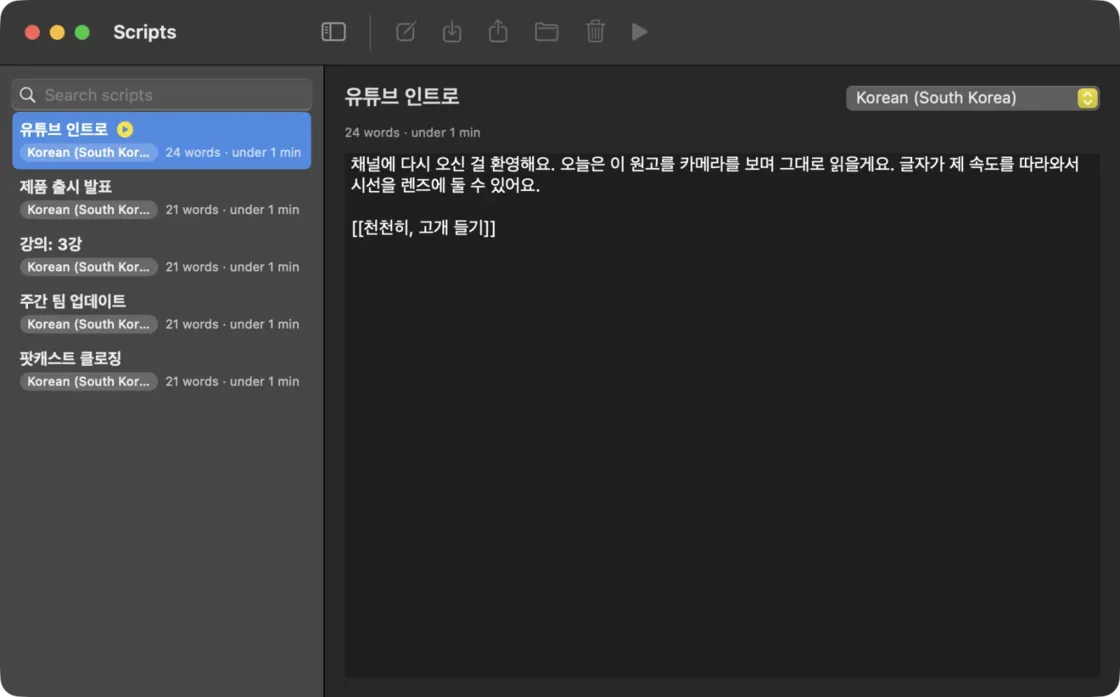 Scripts
Search scripts
유튜브 인트로
Korean (South Kor... 24 words · under 1 min
제품 출시 발표
Korean (South Kor... 21 words · under 1 min
강의: 3강
Korean (South Kor... 21 words · under 1 min
주간 팀 업데이트
Korean (South Kor... 21 words · under 1 min
팟캐스트 클로징
Korean (South Kor... 21 words · under 1 min
유튜브 인트로
Korean (South Korea)
24 words · under 1 min
채널에 다시 오신 걸 환영해요. 오늘은 이 원고를 카메라를 보며 그대로 읽을게요. 글자가 제 속도를 따라와서
시선을 렌즈에 둘 수 있어요.
[[천천히, 고개 들기]]